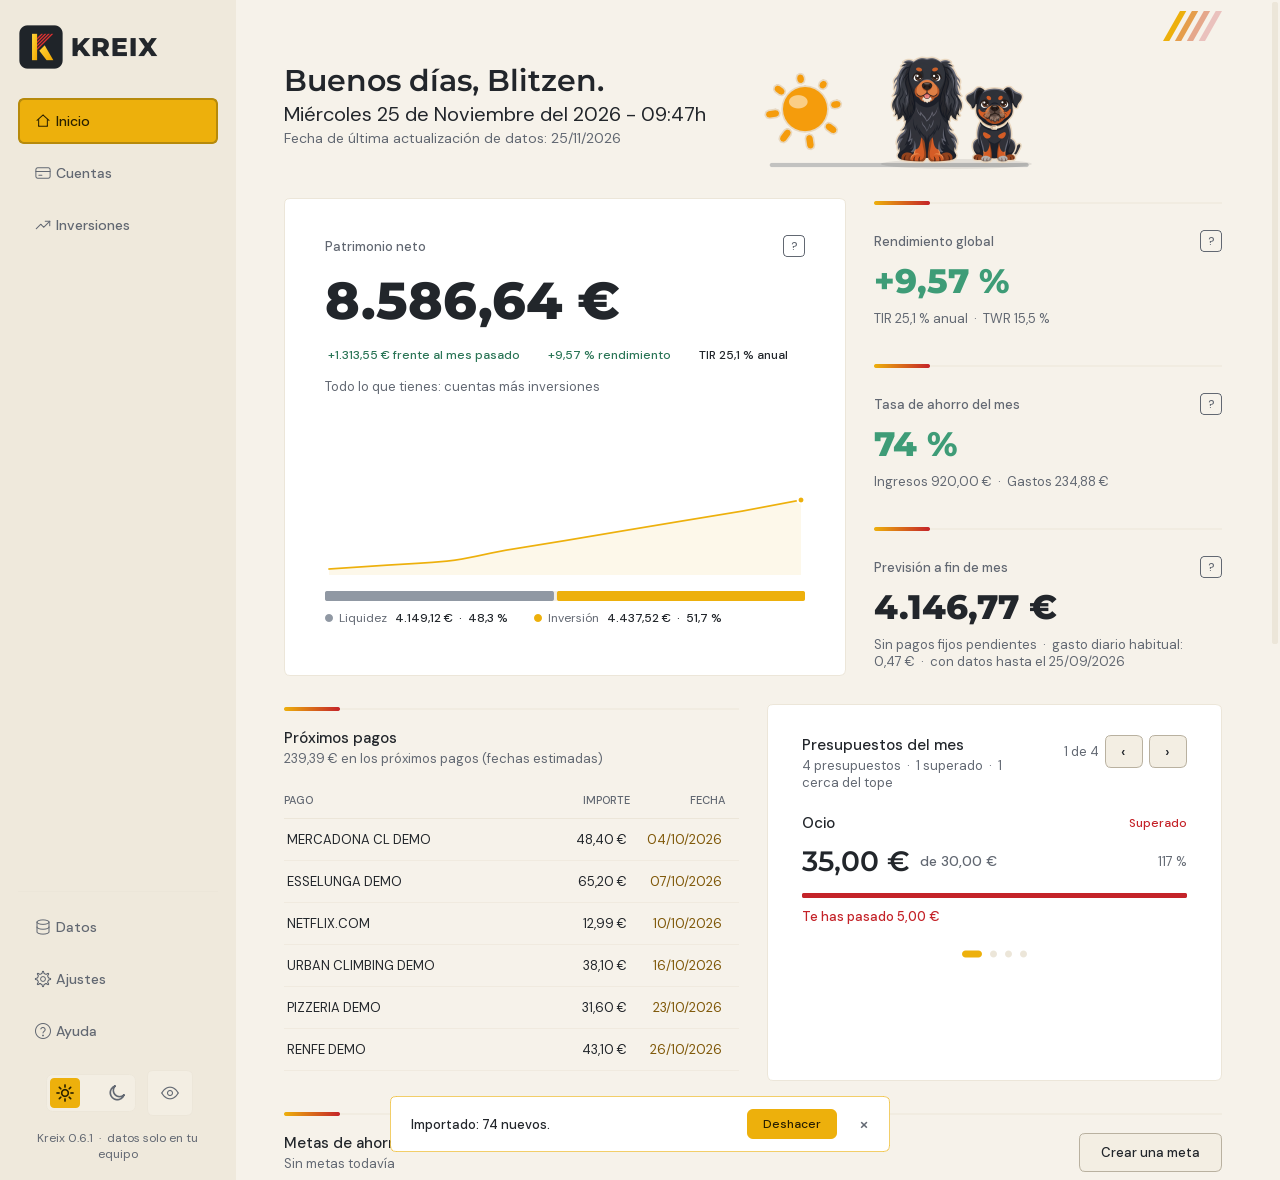 KREIX
Inicio
Cuentas
Inversiones
Datos
Ajustes
Ayuda
Kreix 0.6.1 · datos solo en tu
equipo
Buenos días, Blitzen.
Miércoles 25 de Noviembre del 2026 - 09:47h
Fecha de última actualización de datos: 25/11/2026
Patrimonio neto
?
8.586,64 €
+1.313,55 € frente al mes pasado
+9,57 % rendimiento
TIR 25,1 % anual
Todo lo que tienes: cuentas más inversiones
Liquidez 4.149,12 € · 48,3 %
Inversión 4.437,52 € · 51,7 %
Rendimiento global
?
+9,57 %
TIR 25,1 % anual · TWR 15,5 %
Tasa de ahorro del mes
?
74 %
Ingresos 920,00 € · Gastos 234,88 €
Previsión a fin de mes
?
4.146,77 €
Sin pagos fijos pendientes · gasto diario habitual:
0,47 € · con datos hasta el 25/09/2026
Próximos pagos
239,39 € en los próximos pagos (fechas estimadas)
PAGO IMPORTE FECHA
MERCADONA CL DEMO 48,40 € 04/10/2026
ESSELUNGA DEMO 65,20 € 07/10/2026
NETFLIX.COM 12,99 € 10/10/2026
URBAN CLIMBING DEMO 38,10 € 16/10/2026
PIZZERIA DEMO 31,60 € 23/10/2026
RENFE DEMO 43,10 € 26/10/2026
Presupuestos del mes
4 presupuestos · 1 superado · 1
cerca del tope
1 de 4 ‹ ›
Ocio Superado
35,00 € de 30,00 € 117 %
Te has pasado 5,00 €
Importado: 74 nuevos. Deshacer ×
Metas de ahorr
Sin metas todavía
Crear una meta